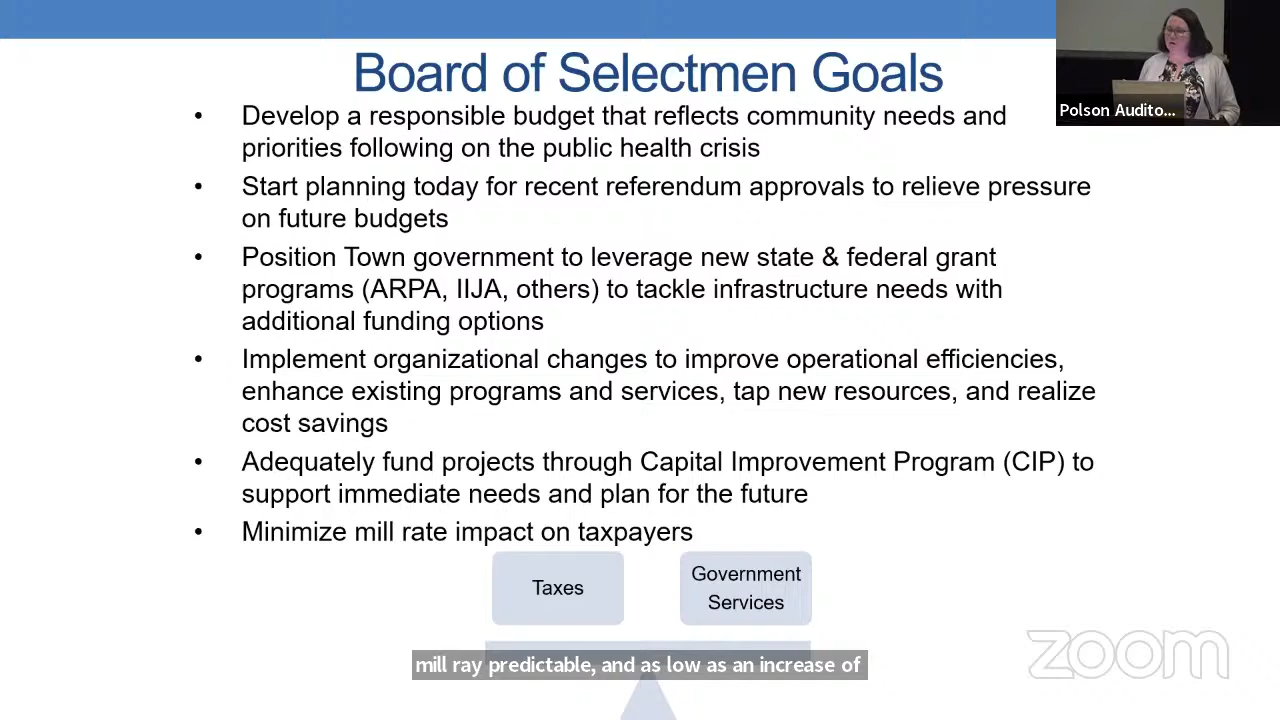 Board of Selectmen Goals
Polson Audito...
• Develop a responsible budget that reflects community needs and
priorities following on the public health crisis
• Start planning today for recent referendum approvals to relieve pressure
on future budgets
• Position Town government to leverage new state & federal grant
programs (ARPA, IIJA, others) to tackle infrastructure needs with
additional funding options
• Implement organizational changes to improve operational efficiencies,
enhance existing programs and services, tap new resources, and realize
cost savings
• Adequately fund projects through Capital Improvement Program (CIP) to
support immediate needs and plan for the future
• Minimize mill rate impact on taxpayers
Taxes
Government
Services
mill ray predictable, and as low as an increase of
zoom